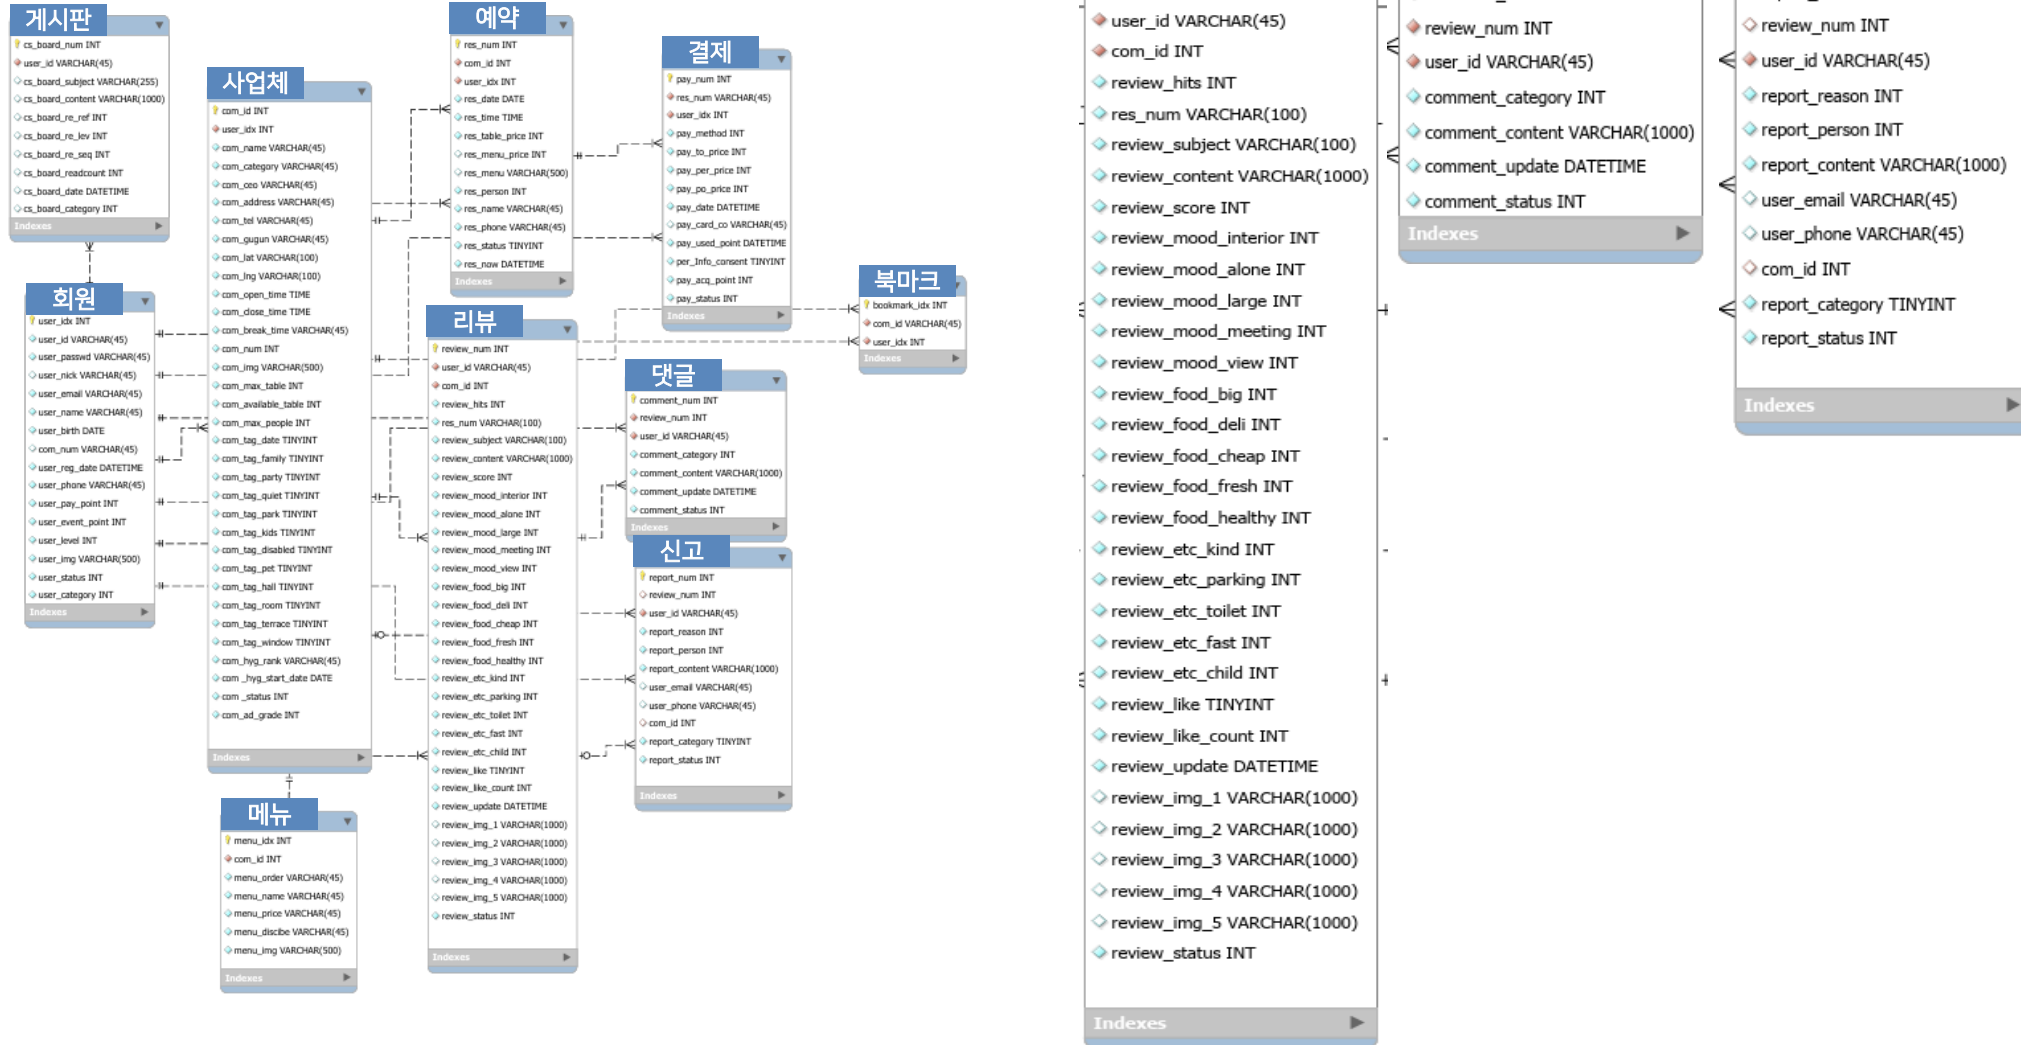 게시판
cs_board_num INT
user_id VARCHAR(45)
cs_board_subject VARCHAR(255)
cs_board_content VARCHAR(1000)
cs_board_re_ref INT
cs_board_re_lev INT
cs_board_re_seq INT
cs_board_readcount INT
cs_board_date DATETIME
cs_board_category INT
Indexes
회원
user_idx INT
user_id VARCHAR(45)
user_passwd VARCHAR(45)
user_nick VARCHAR(45)
user_email VARCHAR(45)
user_name VARCHAR(45)
user_birth DATE
com_num VARCHAR(45)
user_reg_date DATETIME
user_phone VARCHAR(45)
user_pay_point INT
user_event_point INT
user_level INT
user_img VARCHAR(500)
user_status INT
user_category INT
Indexes
사업체
com_id INT
user_idx INT
com_name VARCHAR(45)
com_category VARCHAR(45)
com_ceo VARCHAR(45)
com_address VARCHAR(45)
com_tel VARCHAR(45)
com_gugun VARCHAR(45)
com_lat VARCHAR(100)
com_lng VARCHAR(100)
com_open_time TIME
com_close_time TIME
com_break_time VARCHAR(45)
com_num INT
com_img VARCHAR(500)
com_max_table INT
com_available_table INT
com_max_people INT
com_tag_date TINYINT
com_tag_family TINYINT
com_tag_party TINYINT
com_tag_quiet TINYINT
com_tag_park TINYINT
com_tag_kids TINYINT
com_tag_disabled TINYINT
com_tag_pet TINYINT
com_tag_hall TINYINT
com_tag_room TINYINT
com_tag_terrace TINYINT
com_tag_window TINYINT
com_hyg_rank VARCHAR(45)
com _hyg_start_date DATE
com _status INT
com_ad_grade INT
Indexes
메뉴
menu_idx INT
com_id INT
menu_order VARCHAR(45)
menu_name VARCHAR(45)
menu_price VARCHAR(45)
menu_discibe VARCHAR(45)
menu_img VARCHAR(500)
Indexes
예약
res_num INT
com_id INT
user_idx INT
res_date DATE
res_time TIME
res_table_price INT
res_menu_price INT
res_menu VARCHAR(500)
res_person INT
res_name VARCHAR(45)
res_phone VARCHAR(45)
res_status TINYINT
res_now DATETIME
Indexes
리뷰
review_num INT
user_id VARCHAR(45)
com_id INT
review_hits INT
res_num VARCHAR(100)
review_subject VARCHAR(100)
review_content VARCHAR(1000)
review_score INT
review_mood_interior INT
review_mood_alone INT
review_mood_large INT
review_mood_meeting INT
review_mood_view INT
review_food_big INT
review_food_deli INT
review_food_cheap INT
review_food_fresh INT
review_food_healthy INT
review_etc_kind INT
review_etc_parking INT
review_etc_toilet INT
review_etc_fast INT
review_etc_child INT
review_like TINYINT
review_like_count INT
review_update DATETIME
review_img_1 VARCHAR(1000)
review_img_2 VARCHAR(1000)
review_img_3 VARCHAR(1000)
review_img_4 VARCHAR(1000)
review_img_5 VARCHAR(1000)
review_status INT
Indexes
결제
pay_num INT
res_num VARCHAR(45)
user_idx INT
pay_method INT
pay_to_price INT
pay_per_price INT
pay_po_price INT
pay_date DATETIME
pay_card_co VARCHAR(45)
pay_used_point DATETIME
per_Info_consent TINYINT
pay_acq_point INT
pay_status INT
Indexes
북마크
bookmark_idx INT
com_id VARCHAR(45)
user_idx INT
Indexes
댓글
comment_num INT
review_num INT
user_id VARCHAR(45)
comment_category INT
comment_content VARCHAR(1000)
comment_update DATETIME
comment_status INT
Indexes
신고
report_num INT
review_num INT
user_id VARCHAR(45)
report_reason INT
report_person INT
report_content VARCHAR(1000)
user_email VARCHAR(45)
user_phone VARCHAR(45)
com_id INT
report_category TINYINT
report_status INT
Indexes
user_id VARCHAR(45)
com_id INT
review_hits INT
res_num VARCHAR(100)
review_subject VARCHAR(100)
review_content VARCHAR(1000)
review_score INT
review_mood_interior INT
review_mood_alone INT
review_mood_large INT
review_mood_meeting INT
review_mood_view INT
review_food_big INT
review_food_deli INT
review_food_cheap INT
review_food_fresh INT
review_food_healthy INT
review_etc_kind INT
review_etc_parking INT
review_etc_toilet INT
review_etc_fast INT
review_etc_child INT
review_like TINYINT
review_like_count INT
review_update DATETIME
review_img_1 VARCHAR(1000)
review_img_2 VARCHAR(1000)
review_img_3 VARCHAR(1000)
review_img_4 VARCHAR(1000)
review_img_5 VARCHAR(1000)
review_status INT
Indexes
review_num INT
user_id VARCHAR(45)
comment_category INT
comment_content VARCHAR(1000)
comment_update DATETIME
comment_status INT
Indexes
review_num INT
user_id VARCHAR(45)
report_reason INT
report_person INT
report_content VARCHAR(1000)
user_email VARCHAR(45)
user_phone VARCHAR(45)
com_id INT
report_category TINYINT
report_status INT
Indexes